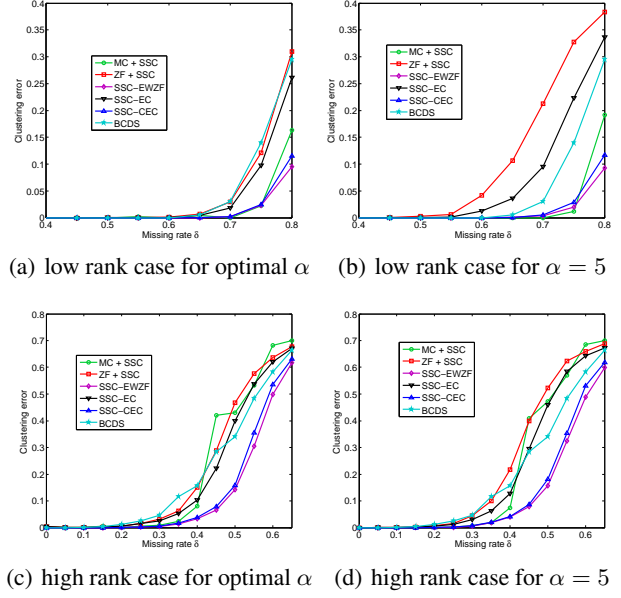 0.4
0.35
0.3
0.25
0.2
0.15
0.1
0.05
0
Clustering error
MC + SSC
ZF + SSC
SSC−EWZF
SSC−EC
SSC−CEC
BCDS
0.4 0.5 0.6 0.7 0.8
Missing rate δ
(a) low rank case for optimal α
0.4
0.35
0.3
0.25
0.2
0.15
0.1
0.05
0
Clustering error
MC + SSC
ZF + SSC
SSC−EWZF
SSC−EC
SSC−CEC
BCDS
0.4 0.5 0.6 0.7 0.8
Missing rate δ
(b) low rank case for α = 5
0.8
0.7
0.6
0.5
0.4
0.3
0.2
0.1
0
Clustering error
MC + SSC
ZF + SSC
SSC−EWZF
SSC−EC
SSC−CEC
BCDS
0 0.1 0.2 0.3 0.4 0.5 0.6
Missing rate δ
(c) high rank case for optimal α
0.8
0.7
0.6
0.5
0.4
0.3
0.2
0.1
0
Clustering error
MC + SSC
ZF + SSC
SSC−EWZF
SSC−EC
SSC−CEC
BCDS
0 0.1 0.2 0.3 0.4 0.5 0.6
Missing rate δ
(d) high rank case for α = 5